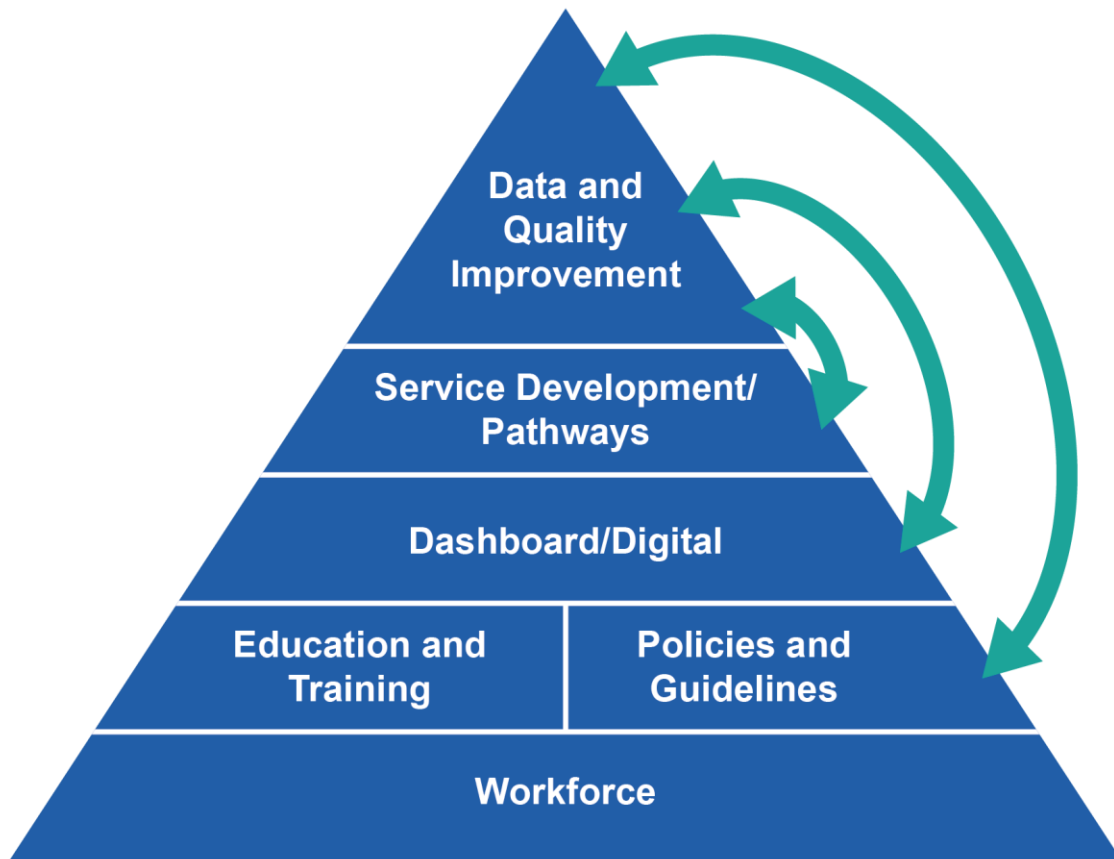 Data and
Quality
Improvement
Service Development/
Pathways
Dashboard/Digital
Education and
Training
Policies and
Guidelines
Workforce